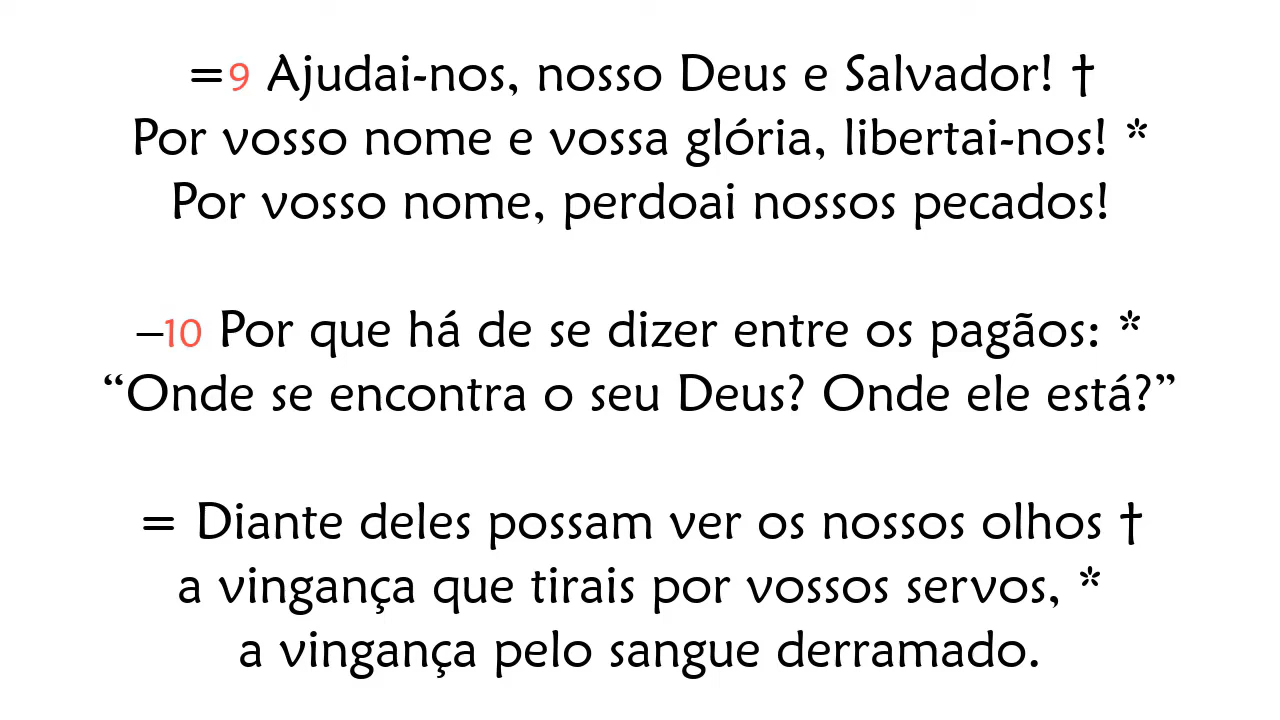 =9 Ajudai-nos, nosso Deus e Salvador! †
Por vosso nome e vossa glória, libertai-nos! *
Por vosso nome, perdoai nossos pecados!
–10 Por que há de se dizer entre os pagãos: *
“Onde se encontra o seu Deus? Onde ele está?”
= Diante deles possam ver os nossos olhos †
a vingança que tirais por vossos servos, *
a vingança pelo sangue derramado.